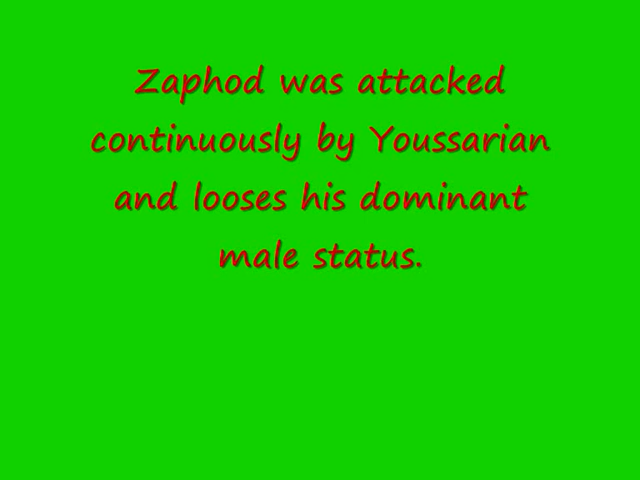 Zaphod was attacked
continuously by Youssarian
and looses his dominant
male status.